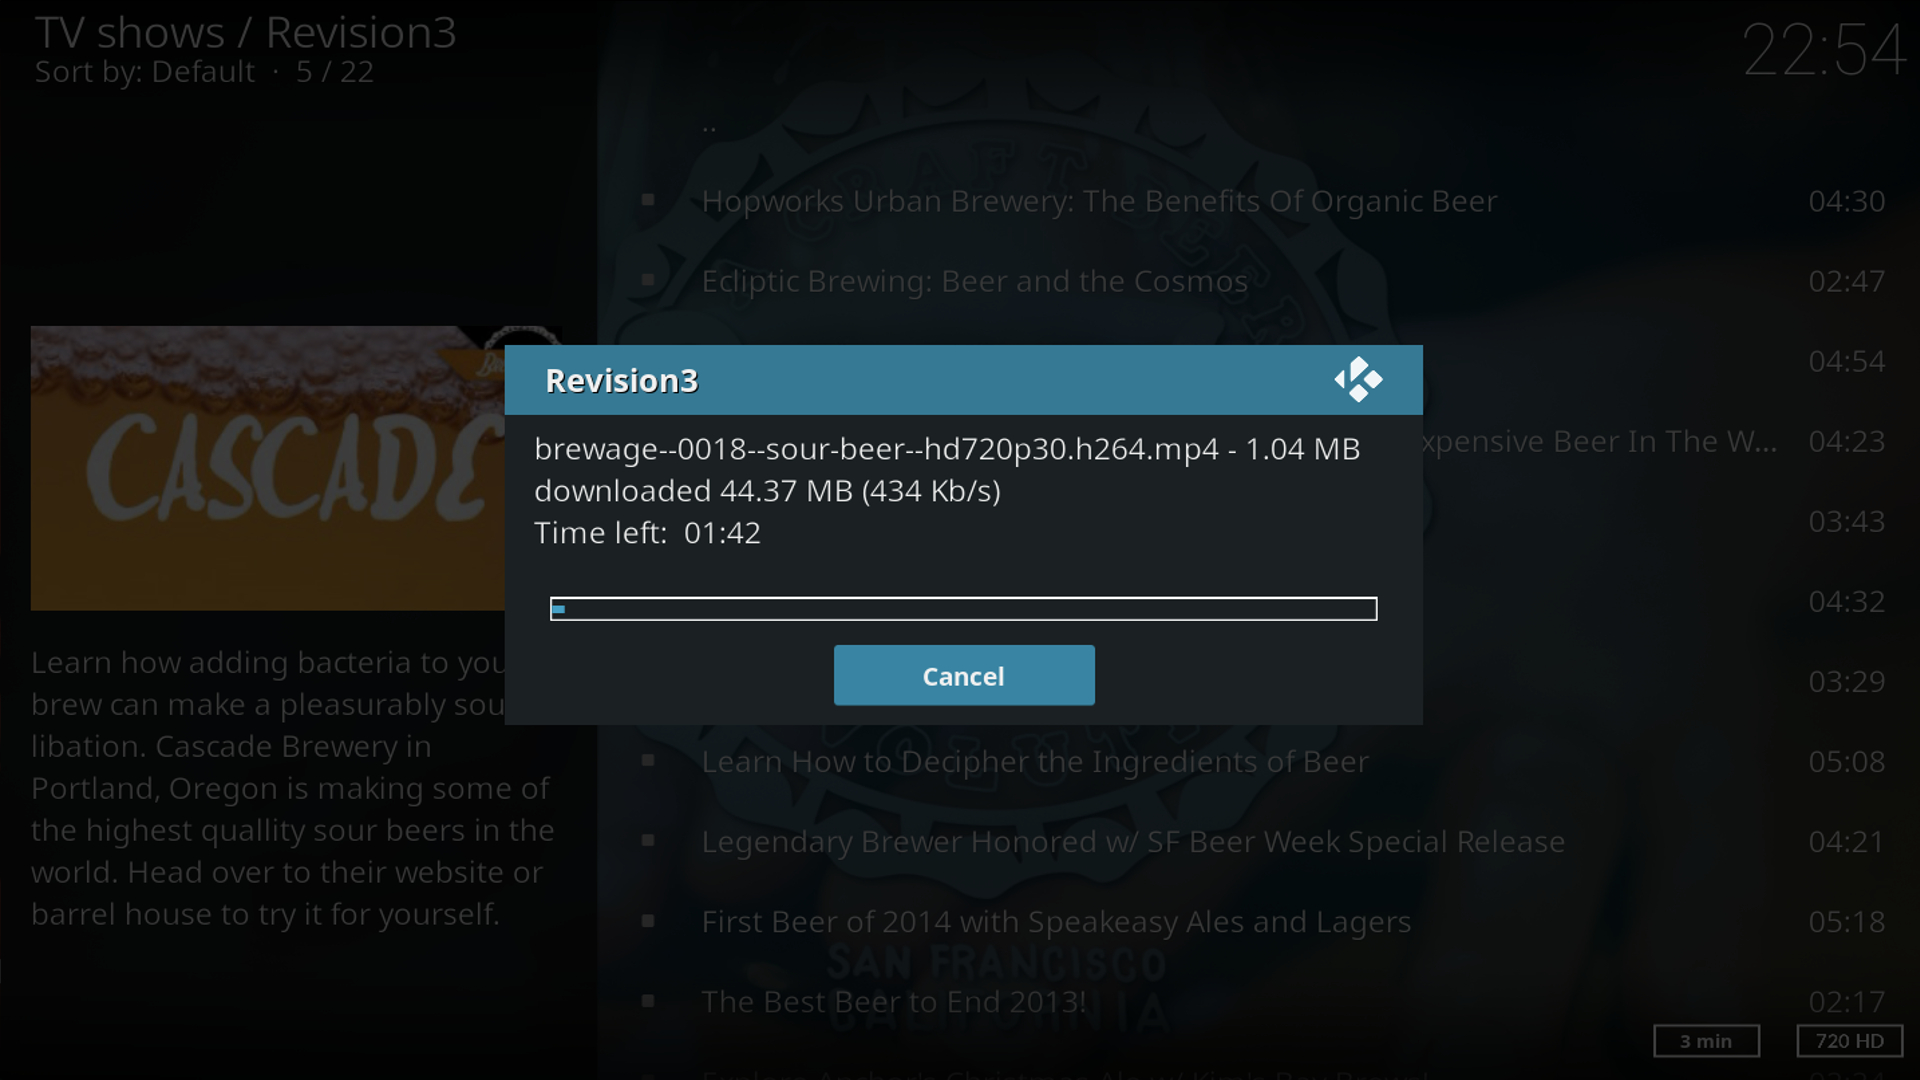 TV shows / Revision3
Sort by: Default · 5 / 22
22:54
..
Hopworks Urban Brewery: The Benefits Of Organic Beer 04:30
Ecliptic Brewing: Beer and the Cosmos 02:47
04:54
xpensive Beer In The W... 04:23
03:43
04:32
03:29
Learn How to Decipher the Ingredients of Beer 05:08
Legendary Brewer Honored w/ SF Beer Week Special Release 04:21
First Beer of 2014 with Speakeasy Ales and Lagers 05:18
The Best Beer to End 2013! 02:17
Revision3
brewage--0018--sour-beer--hd720p30.h264.mp4 - 1.04 MB
downloaded 44.37 MB (434 Kb/s)
Time left: 01:42
Cancel
CASCADE
Learn how adding bacteria to you
brew can make a pleasurably sou
libation. Cascade Brewery in
Portland, Oregon is making some of
the highest quallity sour beers in the
world. Head over to their website or
barrel house to try it for yourself.
CRAFT BEER
SAN FRANCISCO
CALIFORNIA
3 min
720 HD